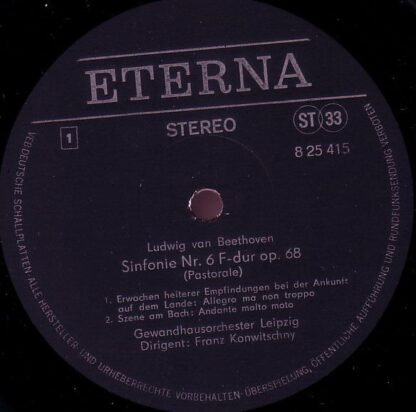 ETERNA
1
STEREO
ST 33
8 25 415
Ludwig van Beethoven
Sinfonie Nr. 6 F-dur op. 68
(Pastorale)
1. Erwachen heiterer Empfindungen bei der Ankunft
auf dem Lande: Allegro ma non troppo
2. Szene am Bach: Andante molto moto
Gewandhausorchester Leipzig
Dirigent: Franz Konwitschny
VEB DEUTSCHE SCHALLPLATTEN · ALLE HERSTELLER- UND URHEBERRECHTE VORBEHALTEN · ÜBERSPIELUNG, ÖFFENTLICHE AUFFÜHRUNG UND RUNDFUNKSENDUNG VERBOTEN